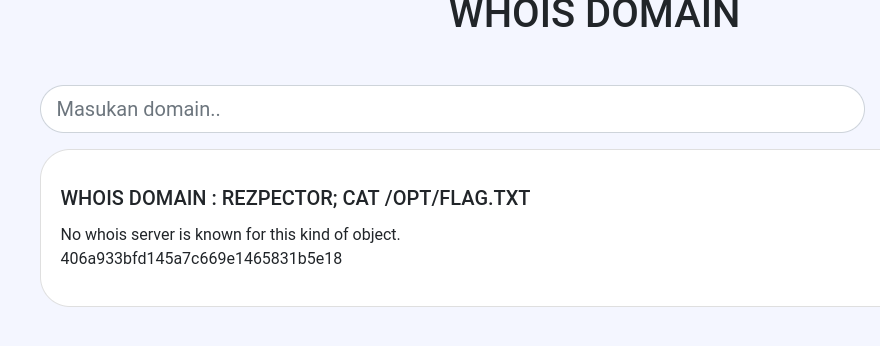 WHOIS DOMAIN
Masukan domain..
WHOIS DOMAIN : REZPECTOR; CAT /OPT/FLAG.TXT
No whois server is known for this kind of object.
406a933bfd145a7c669e1465831b5e18